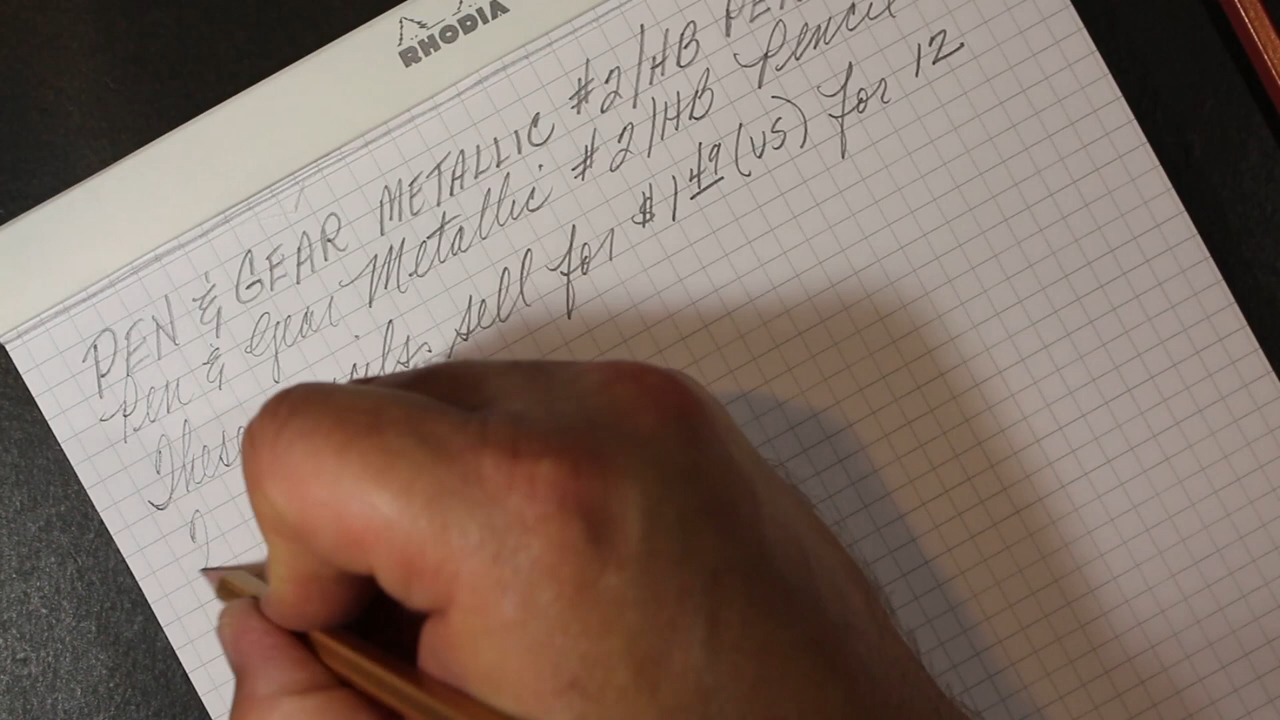 RHODIA
PEN & GEAR METALLIC #2/HB
Pen & Gear Metallic #2/HB Pencil
These sell for $1 49 (US) for 12